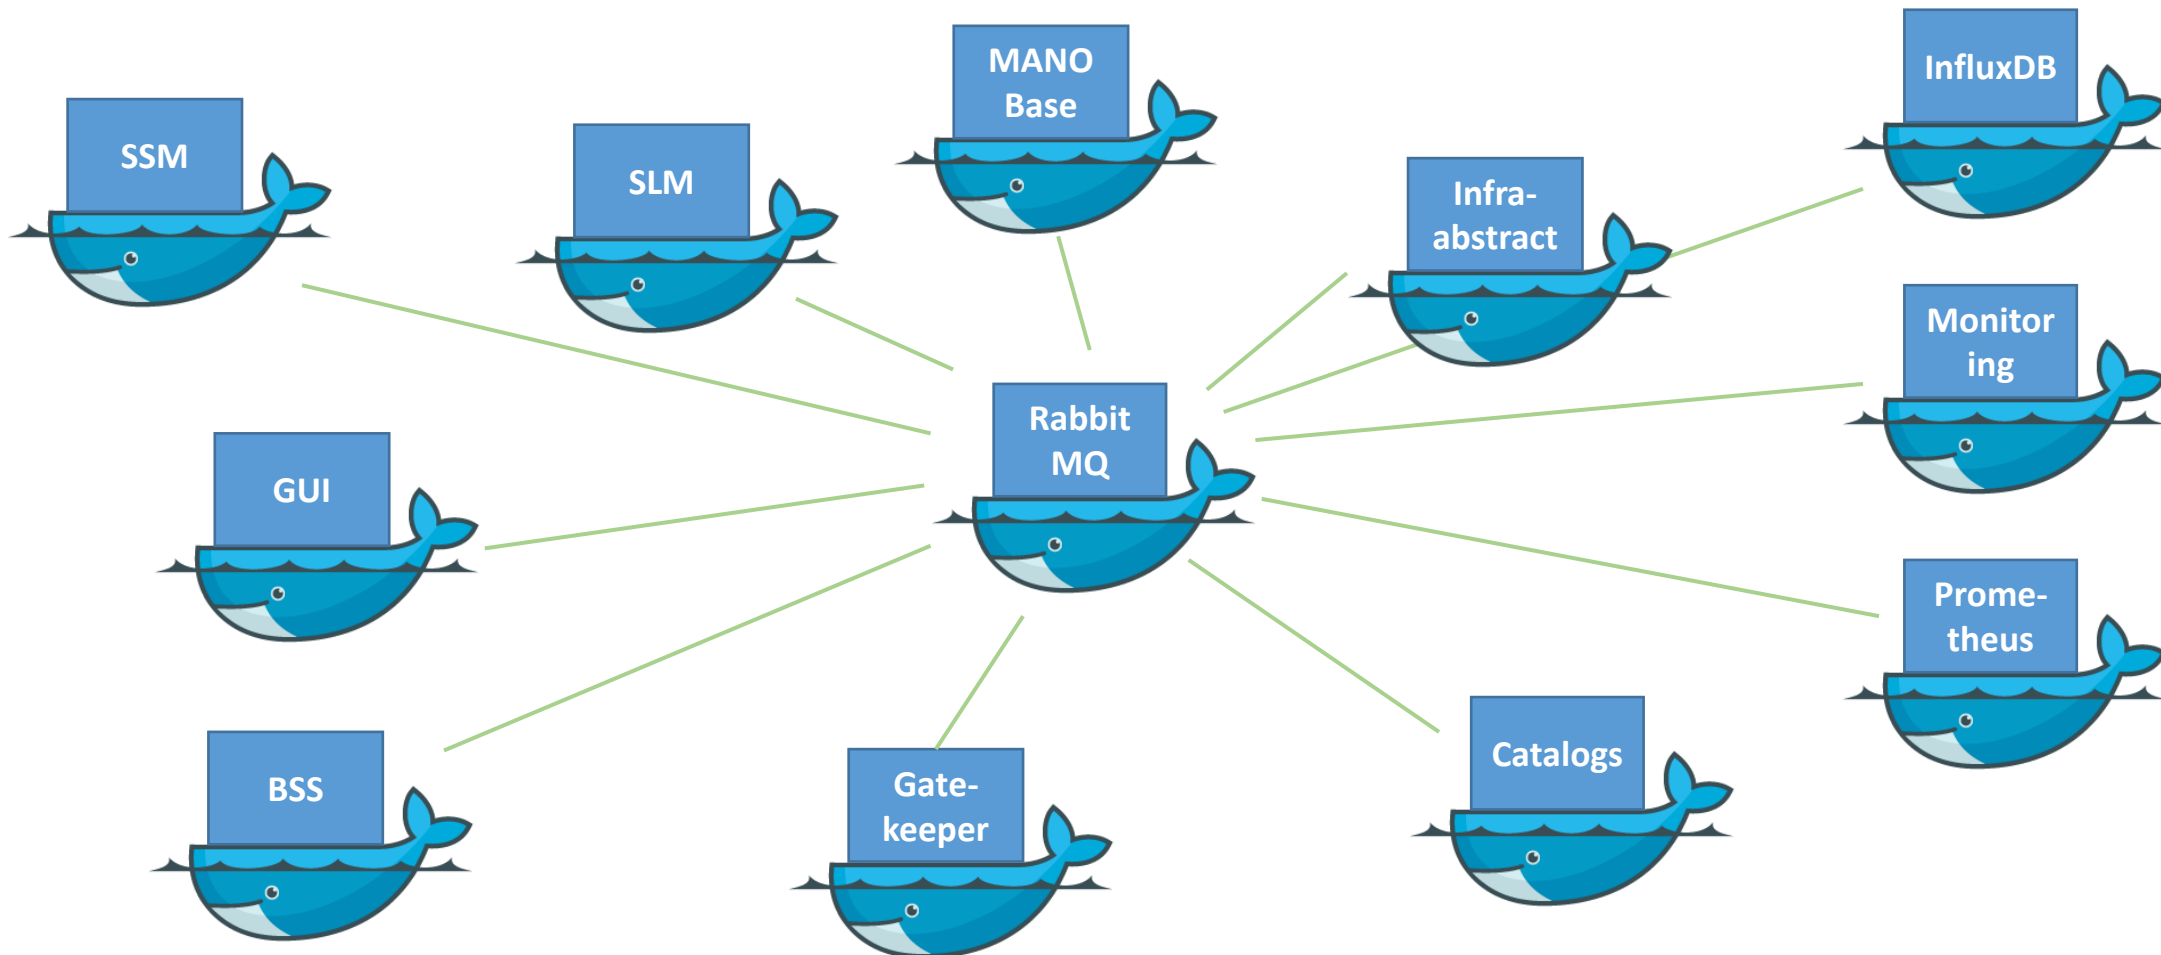 SSM
SLM
MANO
Base
Infra-
abstract
InfluxDB
Monitor
ing
Rabbit
MQ
GUI
Prome-
theus
BSS
Gate-
keeper
Catalogs